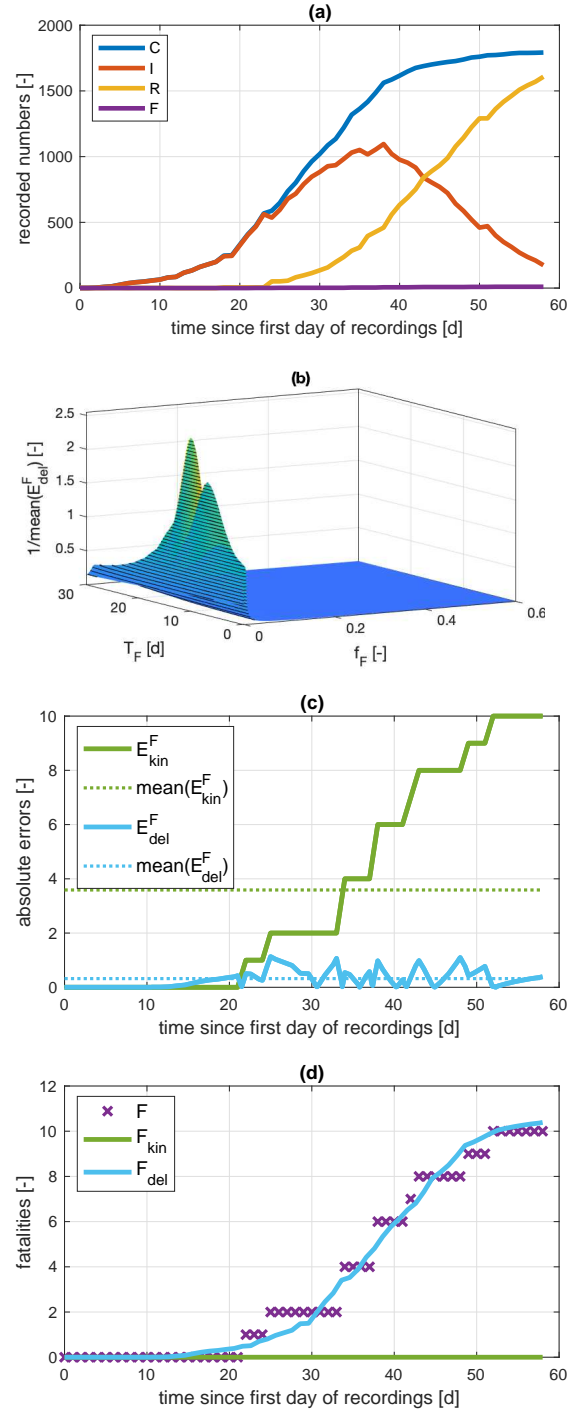 (a)
2000
1500
1000
500
0
recorded numbers [-]
C
I
R
F
0 10 20 30 40 50 60
time since first day of recordings [d]
(b)
2.5
2
1.5
1
0.5
1/mean(E^F_del) [-]
30
20
10
0
T_F [d]
0
0.2
0.4
0.6
f_F [-]
(c)
10
8
6
4
2
0
absolute errors [-]
E^F_kin
mean(E^F_kin)
E^F_del
mean(E^F_del)
0 10 20 30 40 50 60
time since first day of recordings [d]
(d)
12
10
8
6
4
2
0
fatalities [-]
F
F_kin
F_del
0 10 20 30 40 50 60
time since first day of recordings [d]